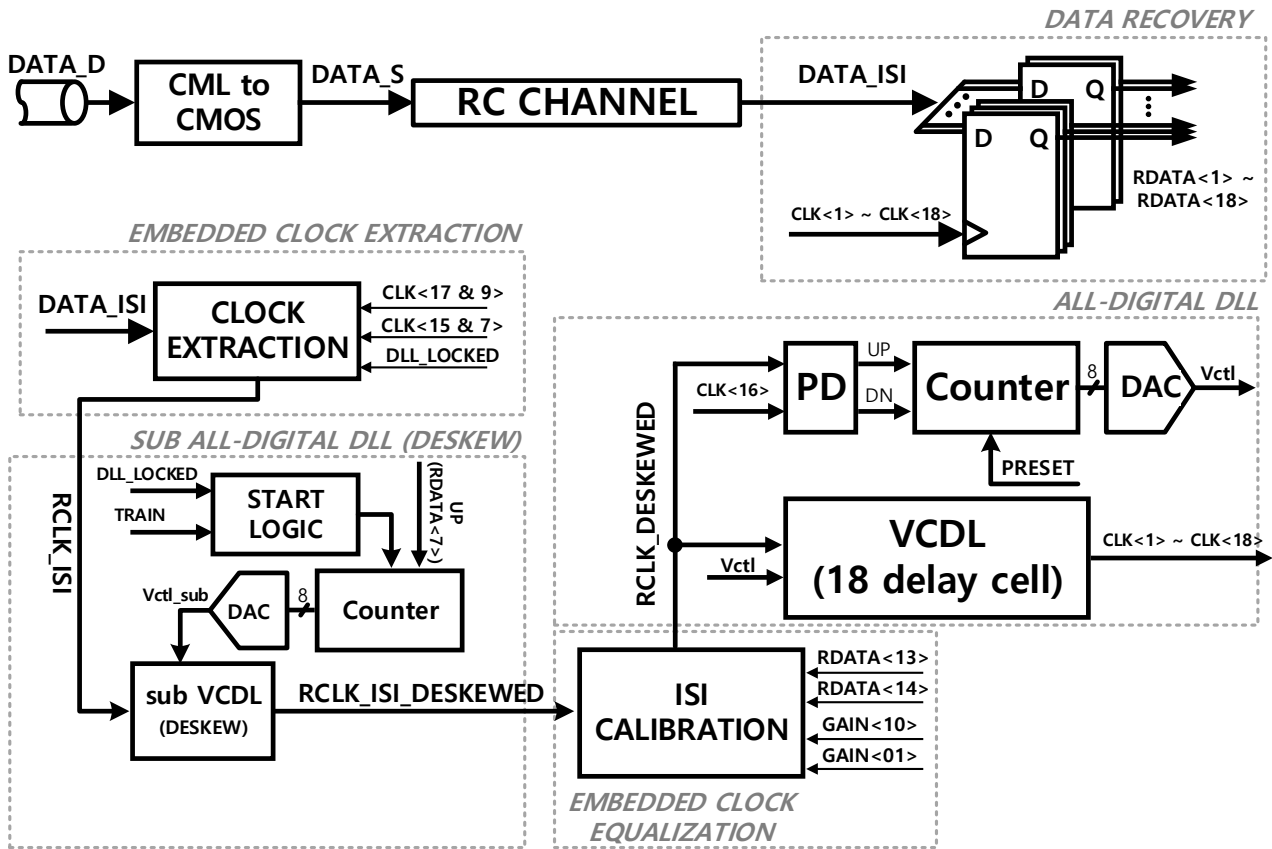 DATA RECOVERY
DATA_D
CML to
CMOS
DATA_S
RC CHANNEL
DATA_ISI
D
Q
D
Q
RDATA<1> ~
RDATA<18>
CLK<1> ~ CLK<18>
EMBEDDED CLOCK EXTRACTION
DATA_ISI
CLOCK
EXTRACTION
CLK<17 & 9>
CLK<15 & 7>
DLL_LOCKED
ALL-DIGITAL DLL
RCLK_DESKEWED
CLK<16>
PD
UP
DN
Counter
8
DAC
Vctl
PRESET
Vctl
VCDL
(18 delay cell)
CLK<1> ~ CLK<18>
SUB ALL-DIGITAL DLL (DESKEW)
RCLK_ISI
DLL_LOCKED
TRAIN
START
LOGIC
UP
(RDATA<7>)
Vctl_sub
DAC
8
Counter
sub VCDL
(DESKEW)
RCLK_ISI_DESKEWED
ISI
CALIBRATION
RDATA<13>
RDATA<14>
GAIN<10>
GAIN<01>
EMBEDDED CLOCK
EQUALIZATION